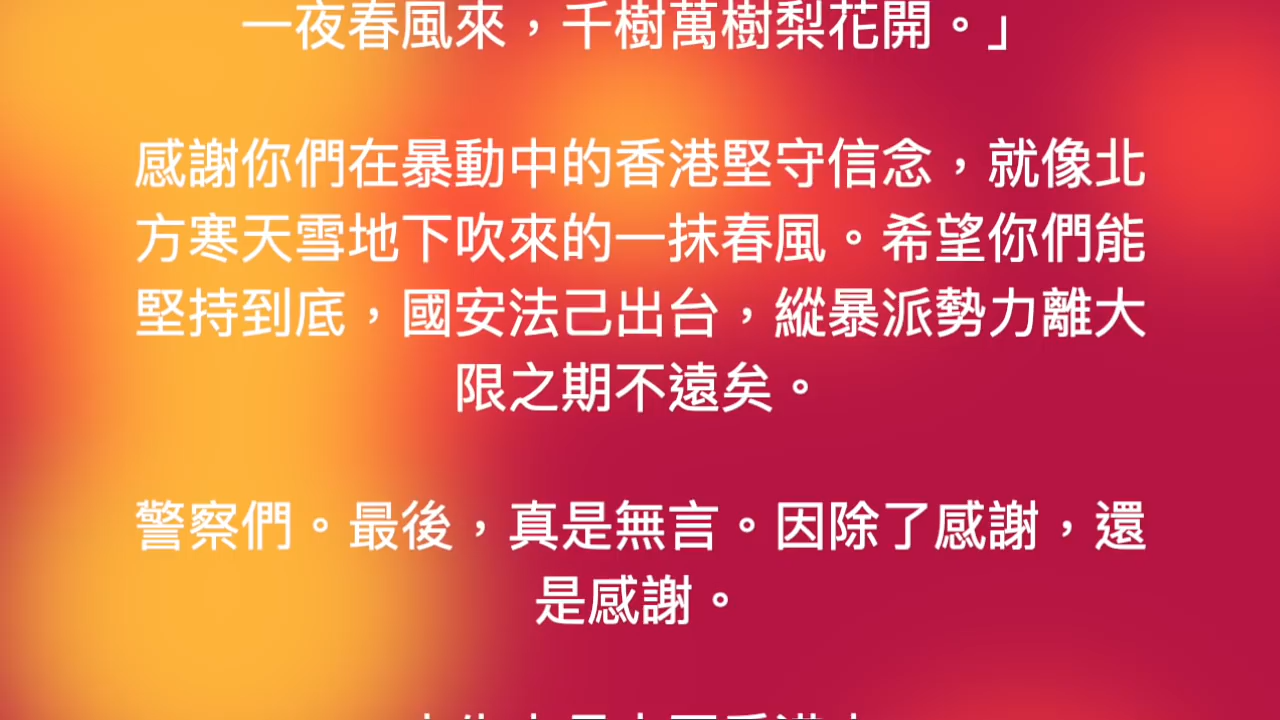 一夜春風來，千樹萬樹梨花開。」
感謝你們在暴動中的香港堅守信念，就像北
方寒天雪地下吹來的一抹春風。希望你們能
堅持到底，國安法己出台，縱暴派勢力離大
限之期不遠矣。
警察們。最後，真是無言。因除了感謝，還
是感謝。